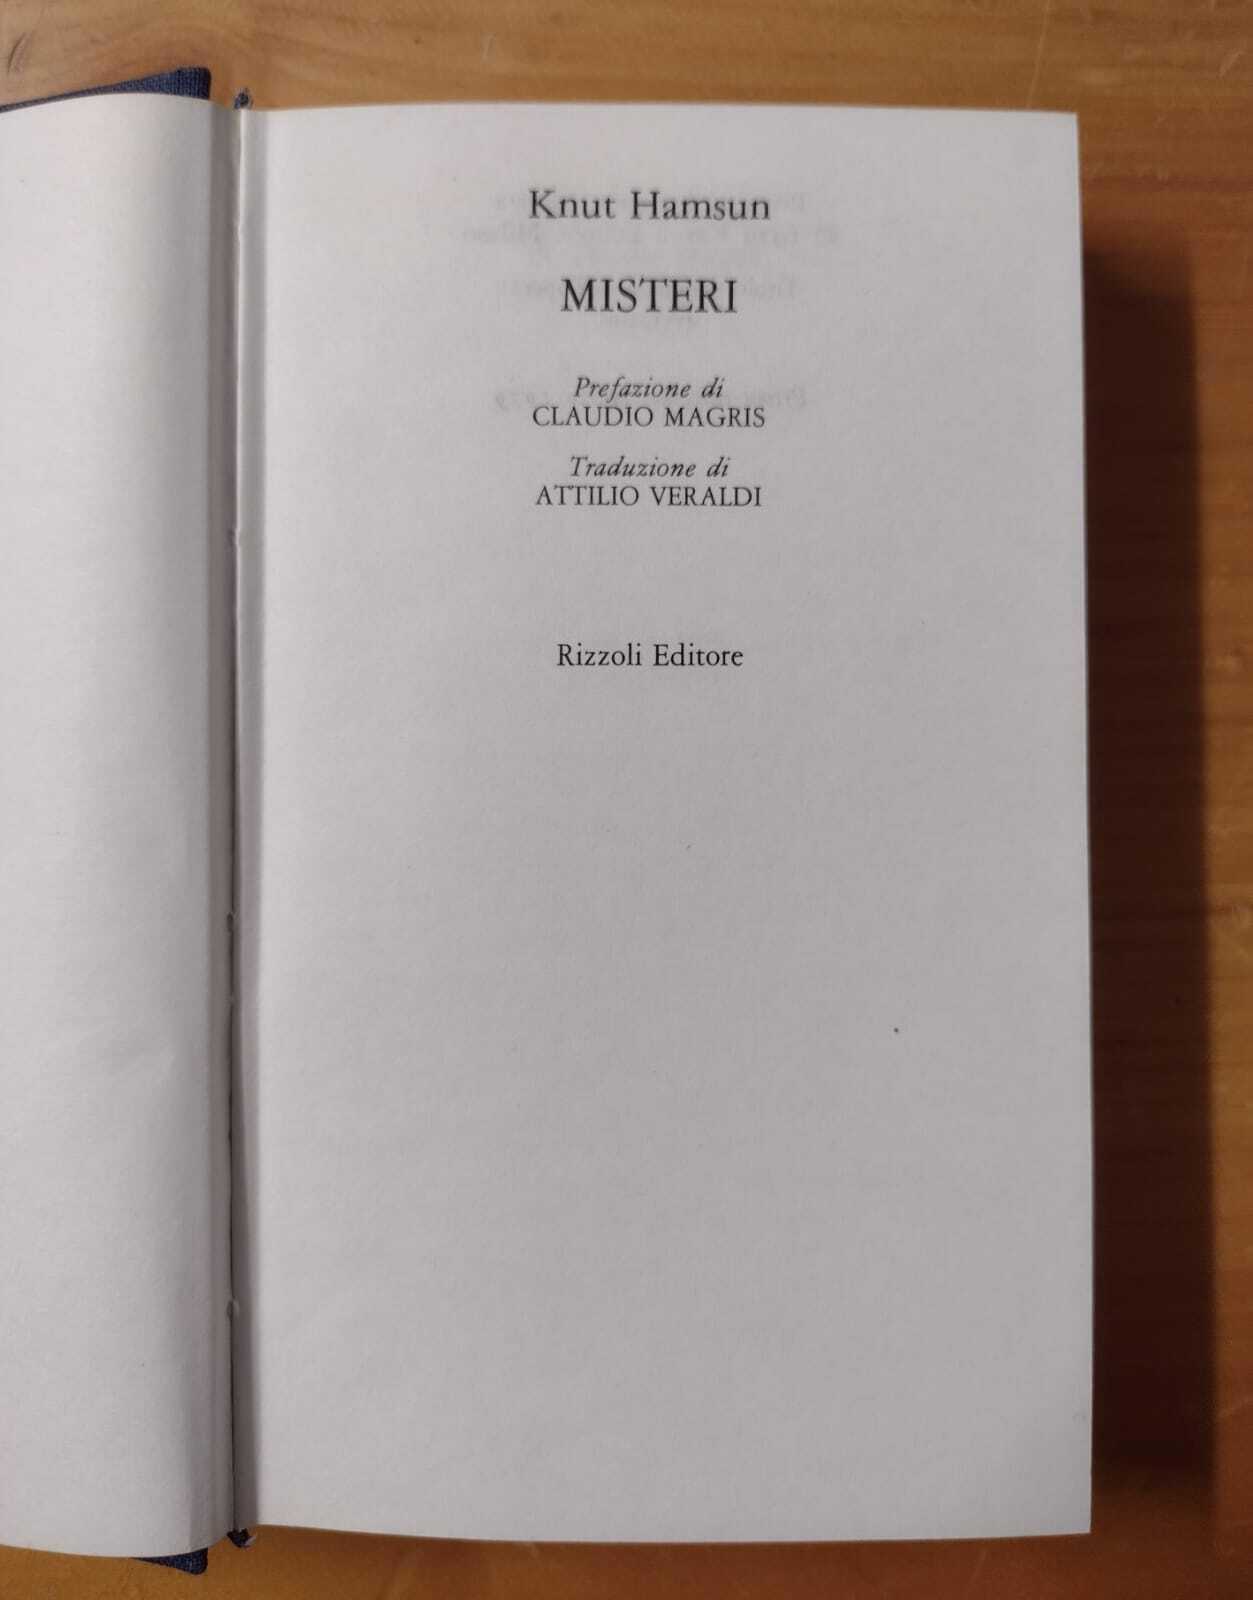 Knut Hamsun
MISTERI
Prefazione di
CLAUDIO MAGRIS
Traduzione di
ATTILIO VERALDI
Rizzoli Editore